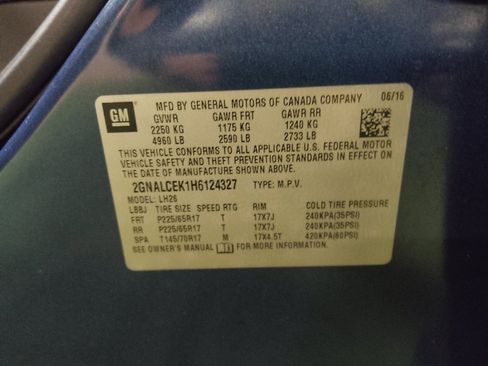 GM
MFD BY GENERAL MOTORS OF CANADA COMPANY 06/16
GVWR GAWR FRT GAWR RR
2250 KG 1175 KG 1240 KG
4960 LB 2590 LB 2733 LB
THIS VEHICLE CONFORMS TO ALL APPLICABLE U.S. FEDERAL MOTOR
VEHICLE SAFETY AND THEFT PREVENTION STANDARDS IN EFFECT
ON THE DATE OF MANUFACTURE SHOWN ABOVE.
2GNALCEK1H6124327 TYPE: M.P.V.
MODEL: LH26
LBBJ TIRE SIZE SPEED RTG RIM COLD TIRE PRESSURE
FRT P225/65R17 T 17X7J 240KPA(35PSI)
RR P225/65R17 T 17X7J 240KPA(35PSI)
SPA T145/70R17 M 17X4.5T 420KPA(60PSI)
SEE OWNER'S MANUAL FOR MORE INFORMATION.